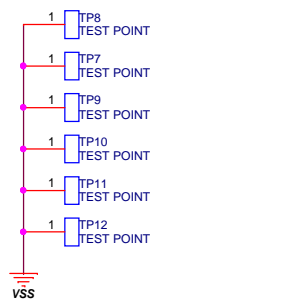 1 TP8
TEST POINT
1 TP7
TEST POINT
1 TP9
TEST POINT
1 TP10
TEST POINT
1 TP11
TEST POINT
1 TP12
TEST POINT
VSS